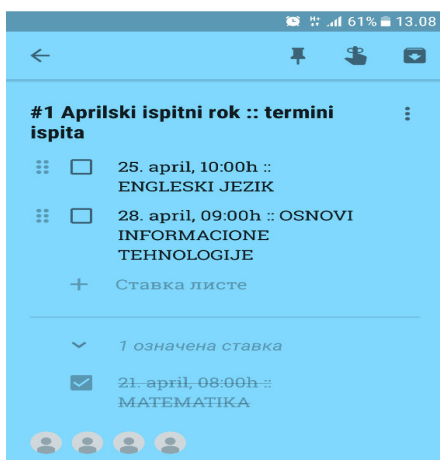 H+ 61% 13.08
#1 Aprilski ispitni rok :: termini
ispita
25. april, 10:00h ::
ENGLESKI JEZIK
28. april, 09:00h :: OSNOVI
INFORMACIONE
TEHNOLOGIJE
Ставка листе
1 означена ставка
21. april, 08:00h ::
MATEMATIKA